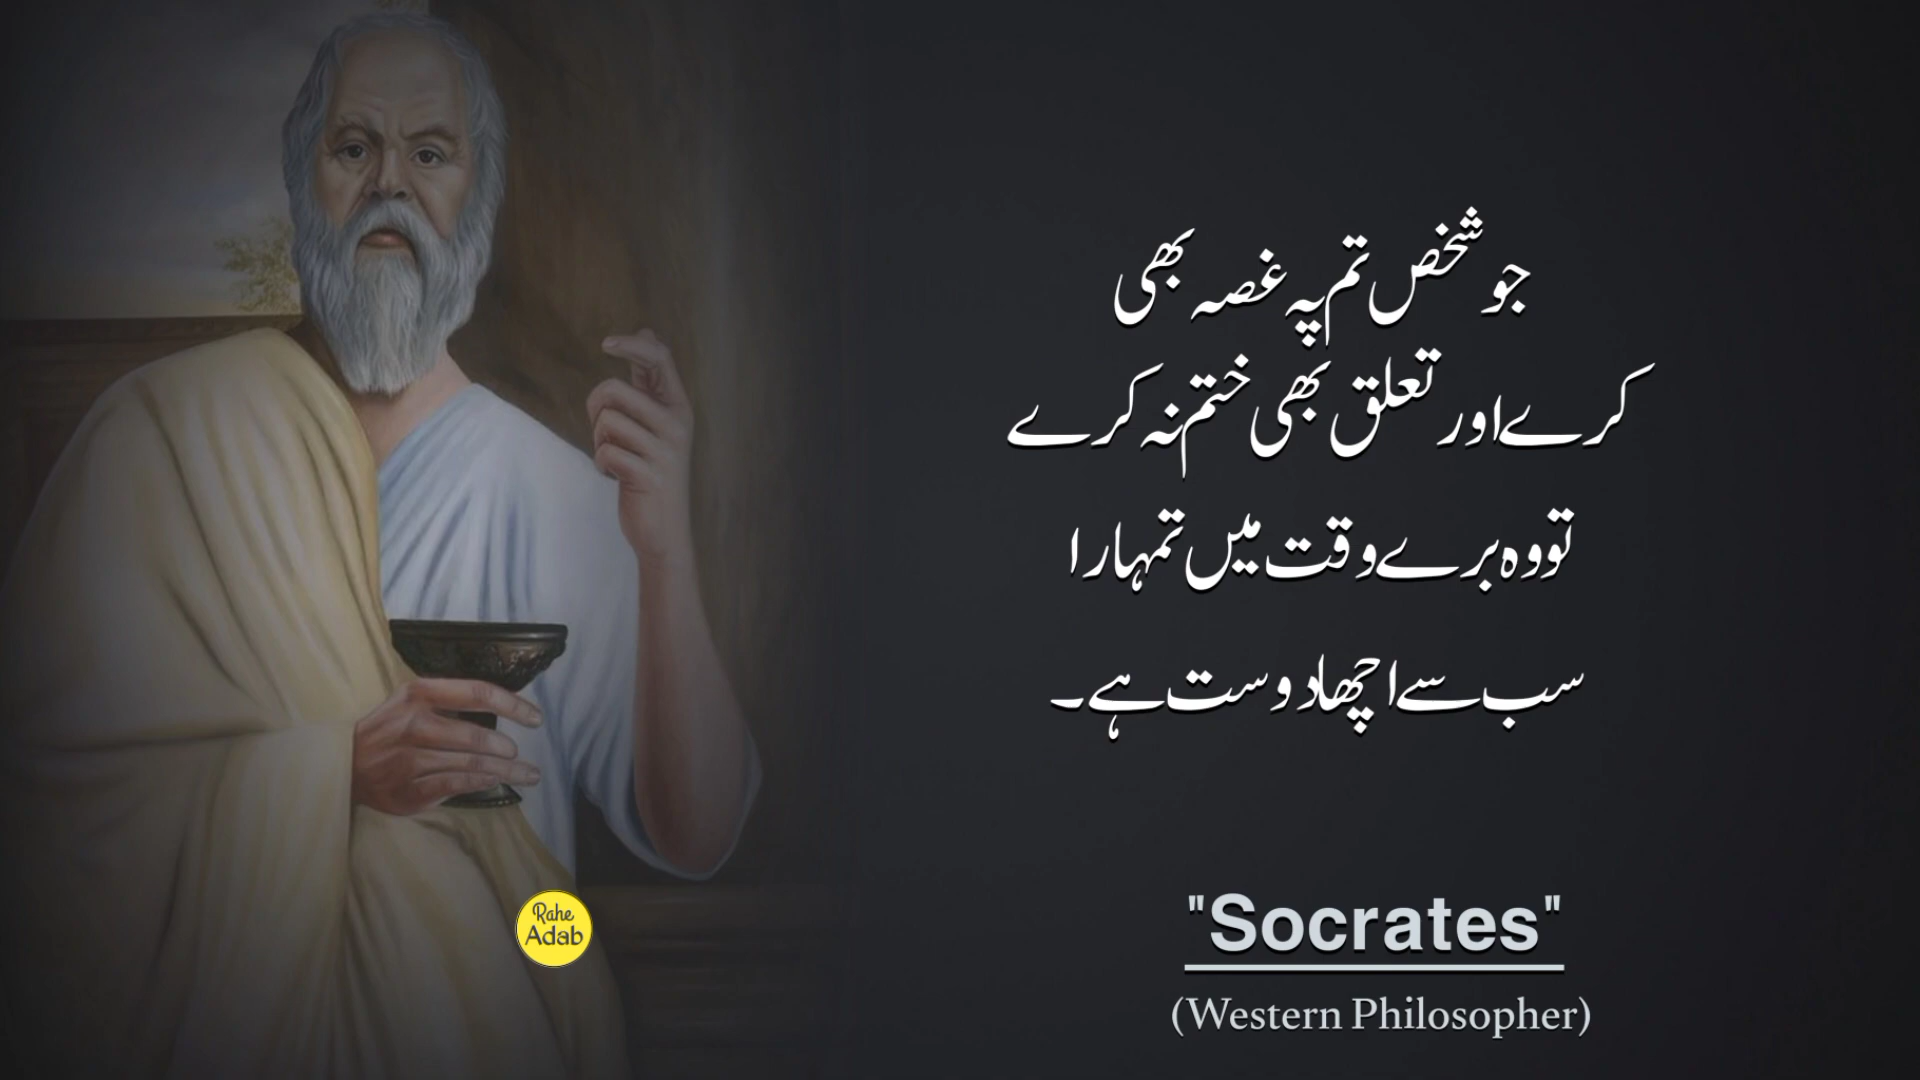 جو شخص تم پہ غصہ بھی
کرے اور تعلق بھی ختم نہ کرے
تو وہ برے وقت میں تمہارا
سب سے اچھا دوست ہے۔
"Socrates"
(Western Philosopher)
Rahe
Adab